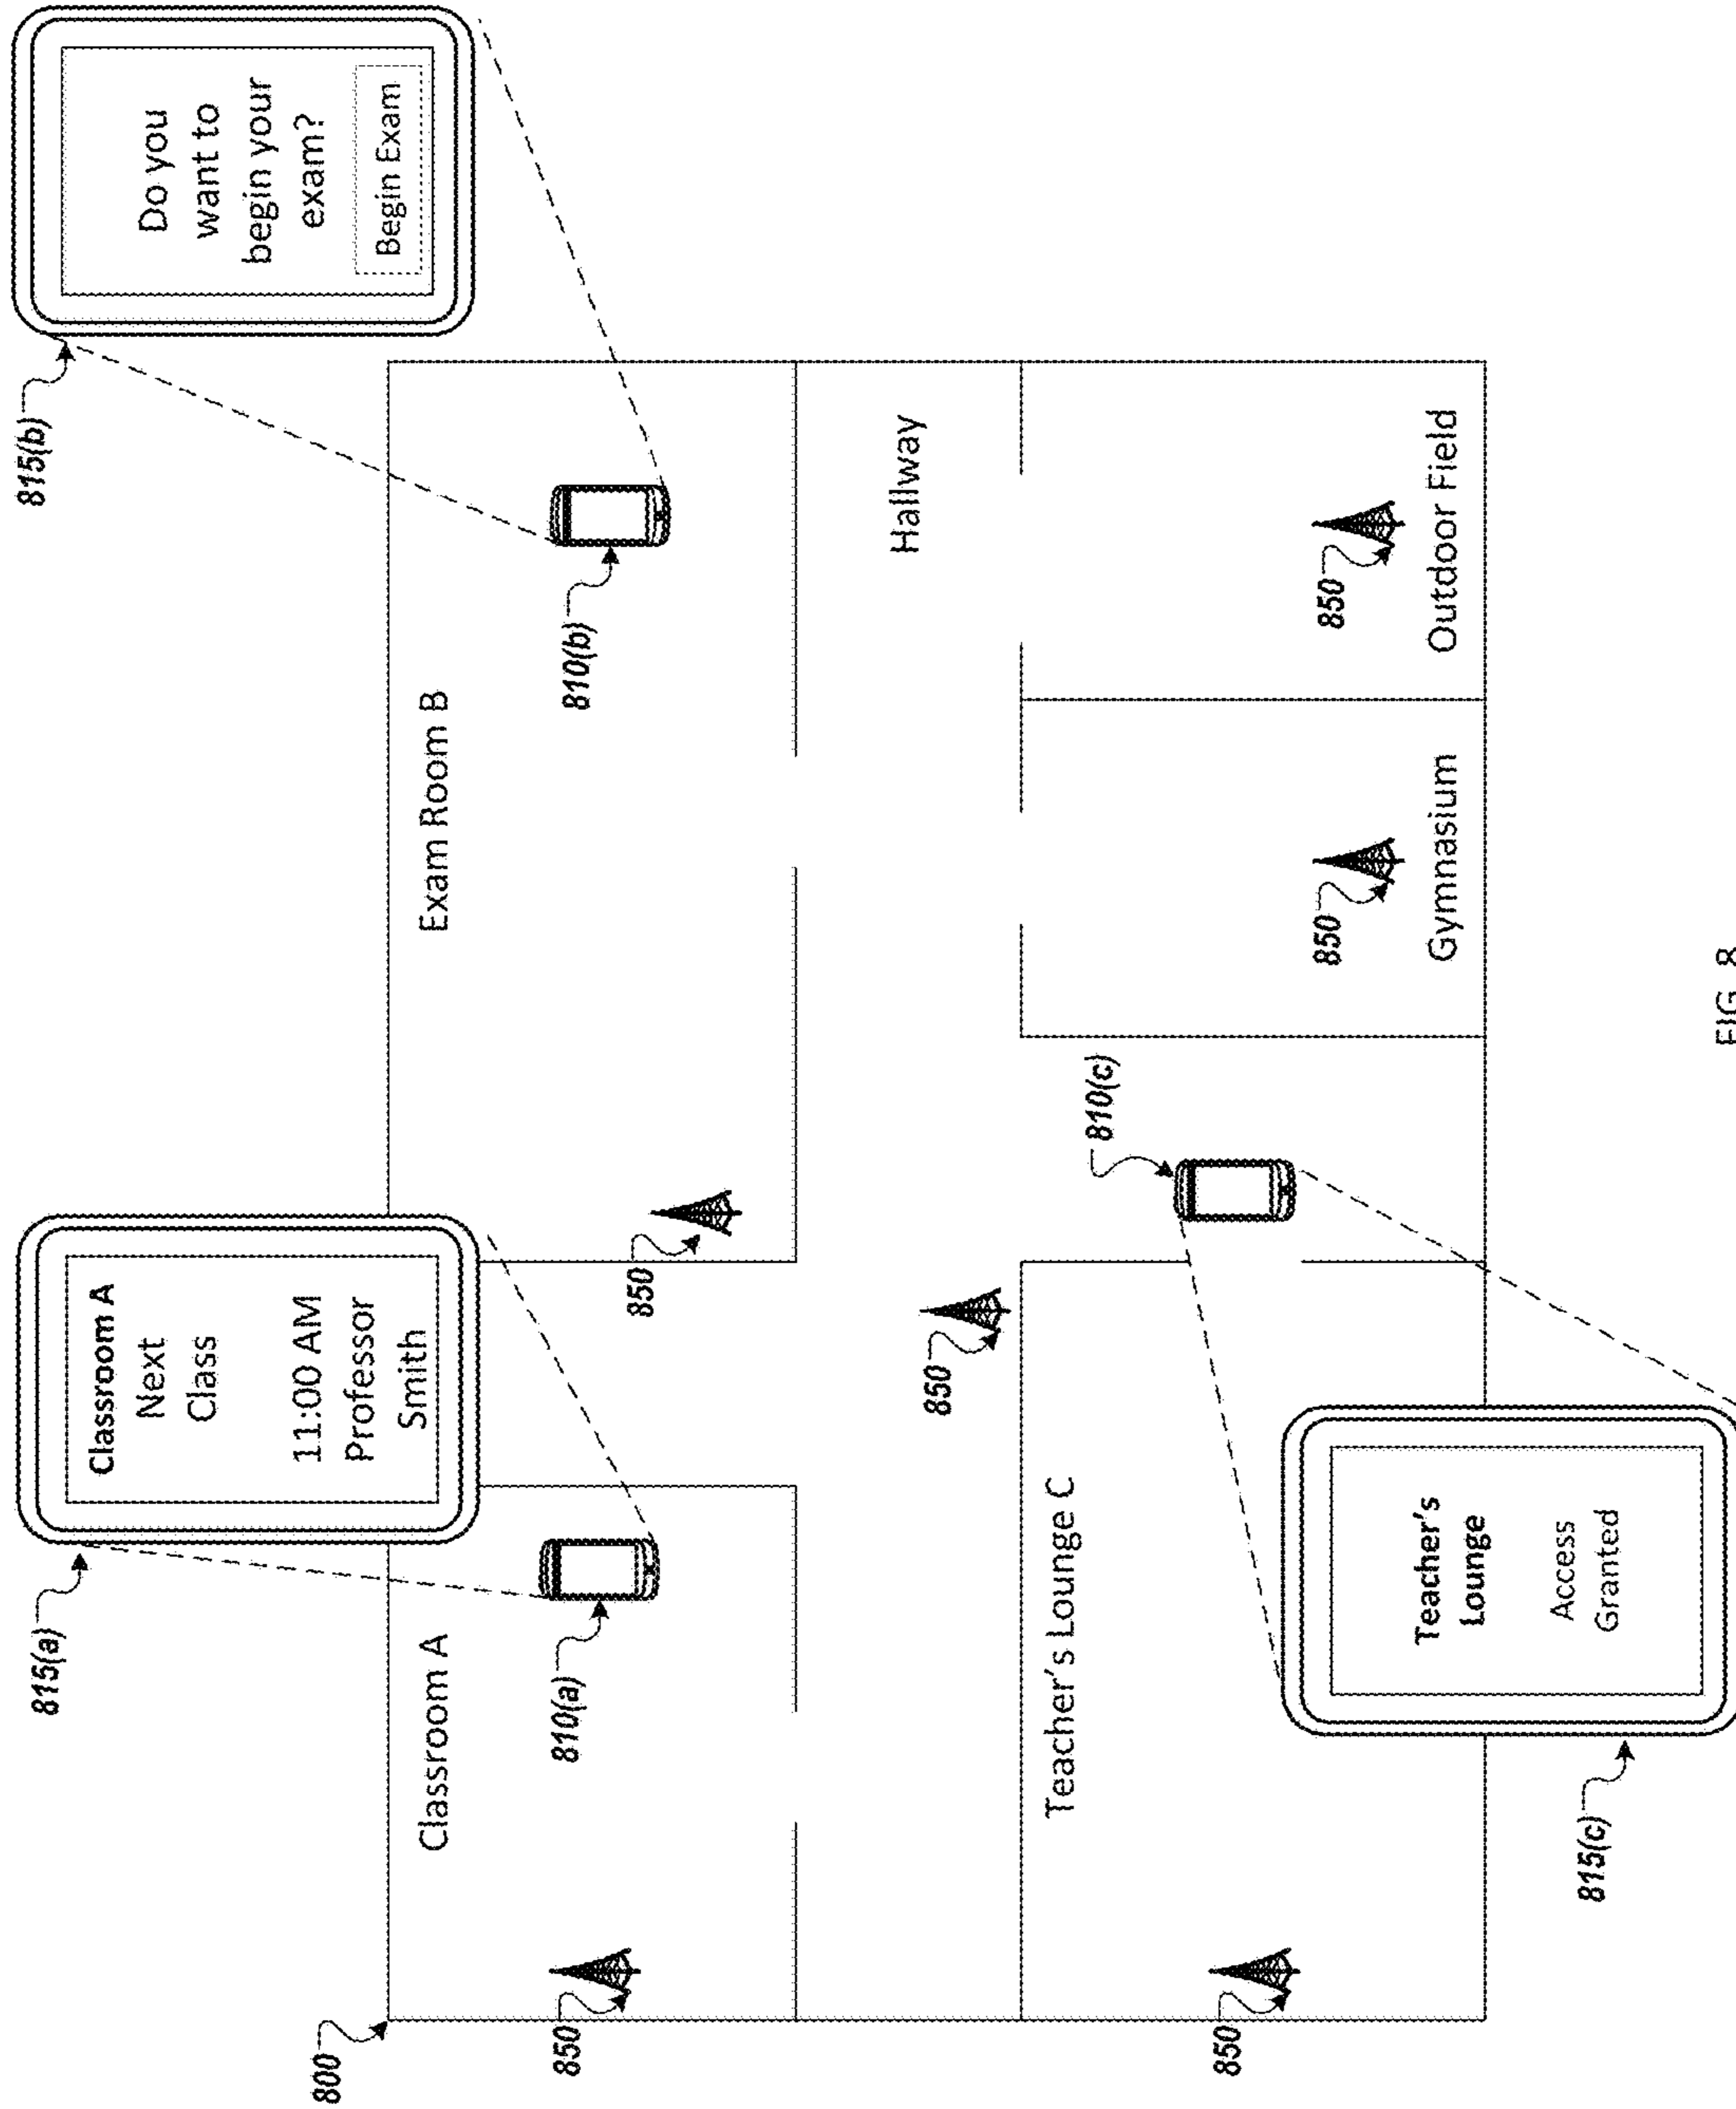 815(a)
Classroom A
Next
Class
11:00 AM
Professor
Smith
815(b)
Do you
want to
begin your
exam?
Begin Exam
800
Classroom A
Exam Room B
850
810(a)
850
810(b)
Hallway
850
Teacher's Lounge C
810(c)
850
850
850
Gymnasium
Outdoor Field
815(c)
Teacher's
Lounge
Access
Granted
FIG. 8